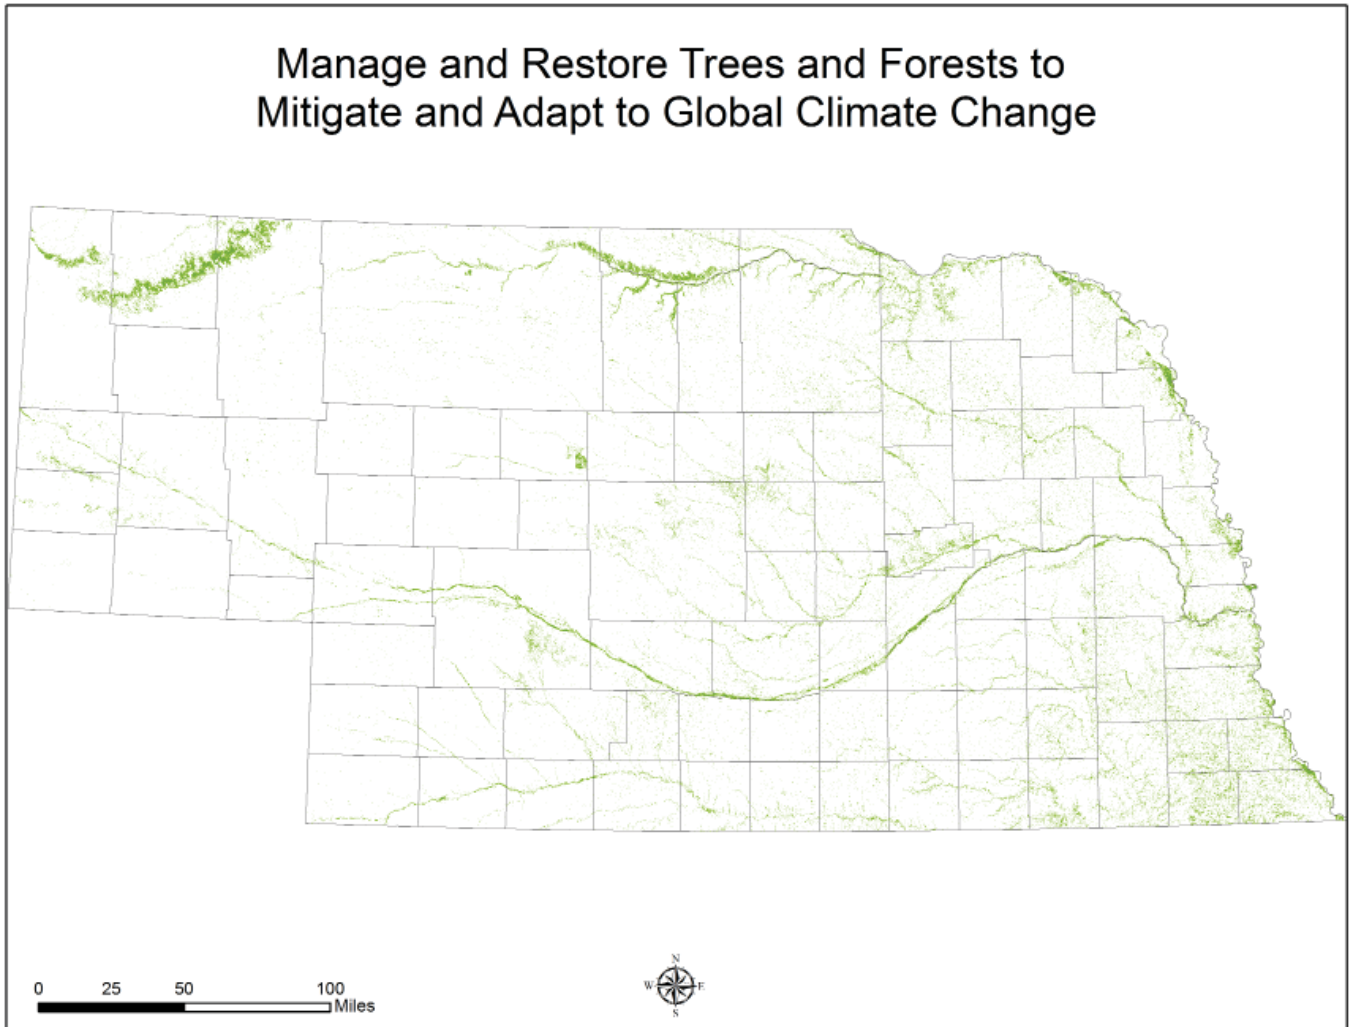 Manage and Restore Trees and Forests to
Mitigate and Adapt to Global Climate Change
N
W E
S
0 25 50 100
Miles